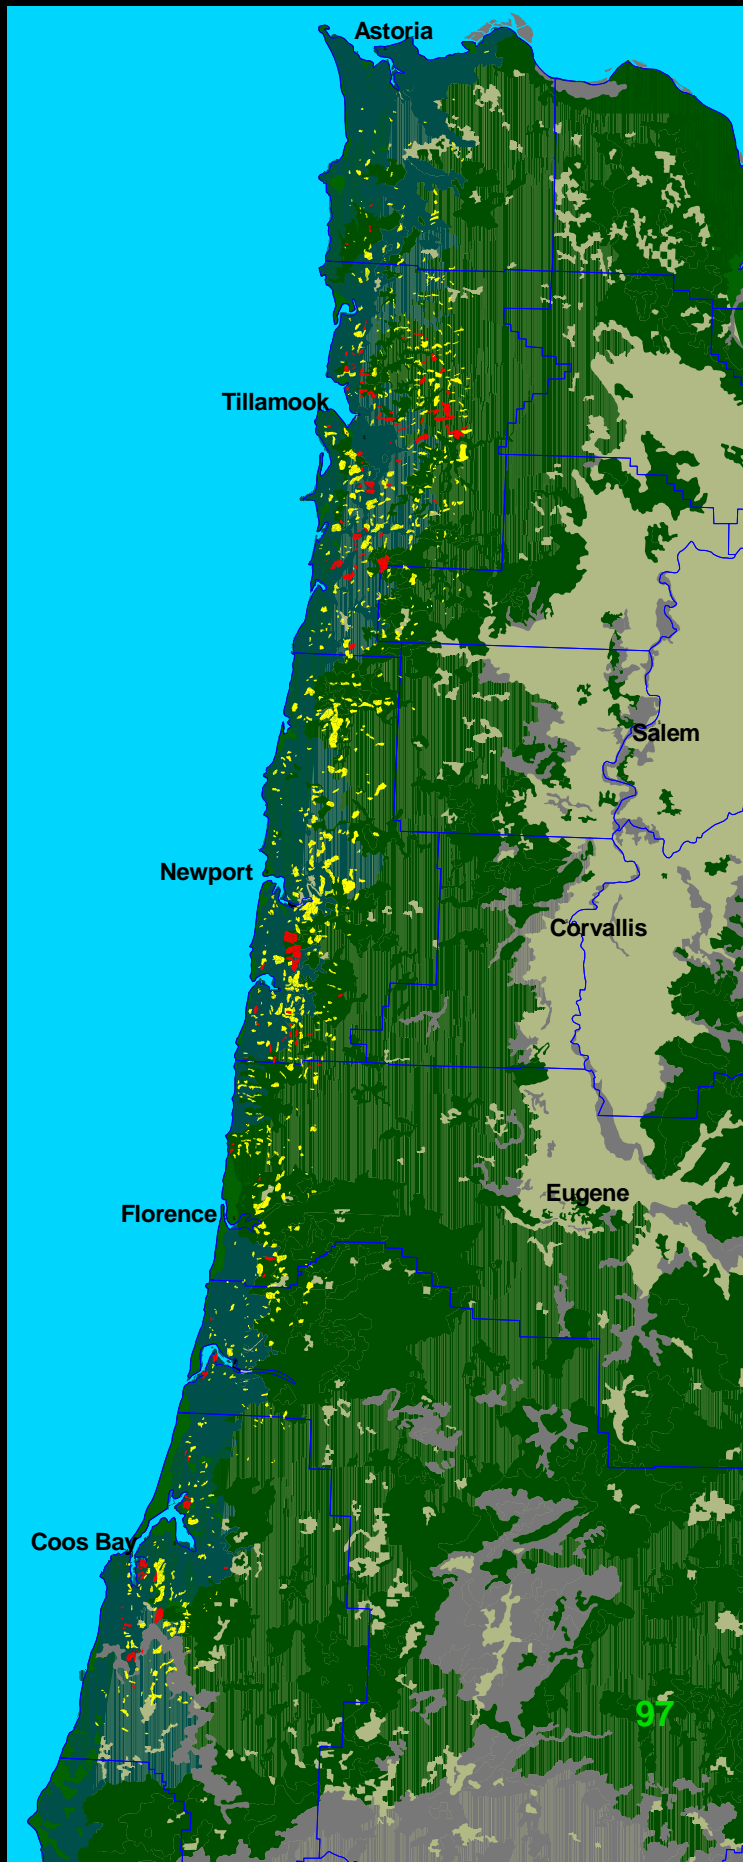 Astoria
Tillamook
Salem
Newport
Corvallis
Eugene
Florence
Coos Bay
97